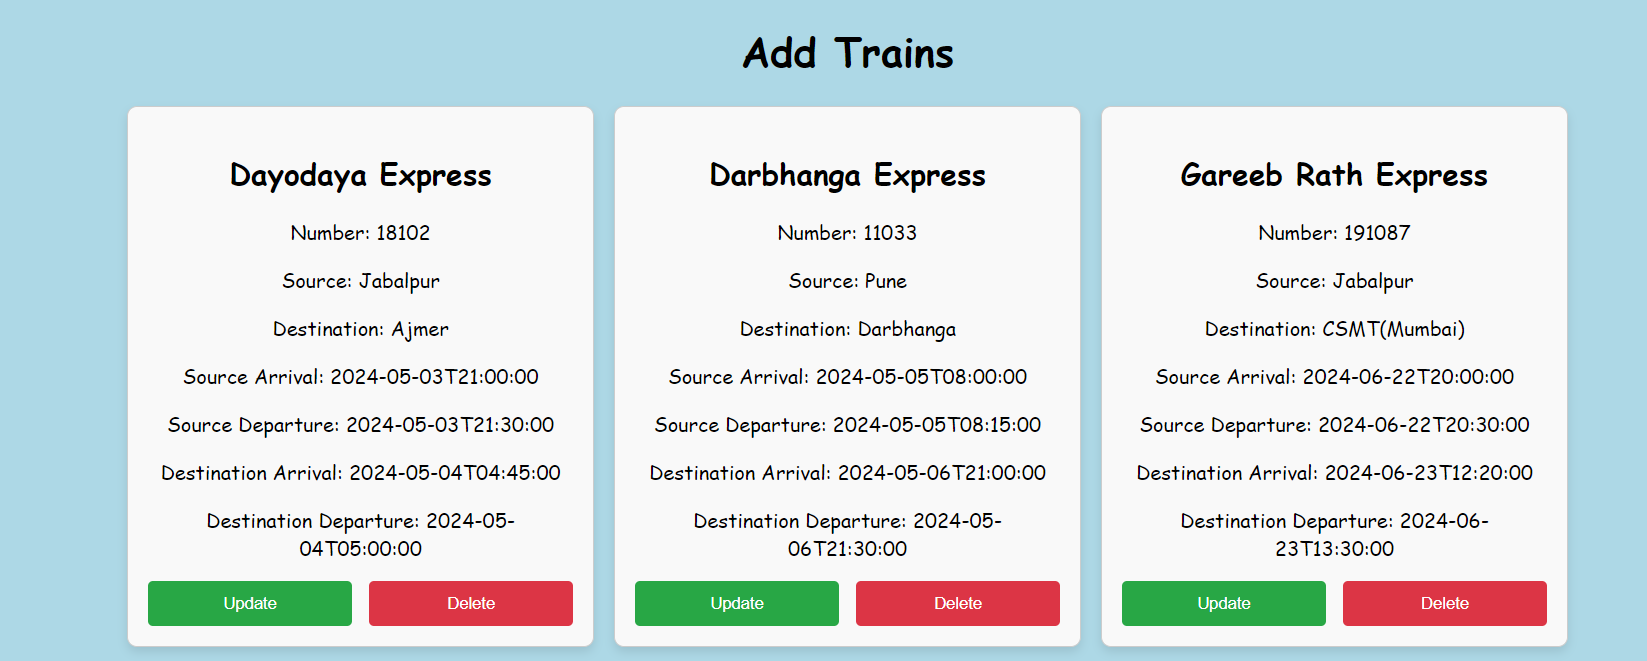 Add Trains
Dayodaya Express
Number: 18102
Source: Jabalpur
Destination: Ajmer
Source Arrival: 2024-05-03T21:00:00
Source Departure: 2024-05-03T21:30:00
Destination Arrival: 2024-05-04T04:45:00
Destination Departure: 2024-05-
04T05:00:00
Update
Delete
Darbhanga Express
Number: 11033
Source: Pune
Destination: Darbhanga
Source Arrival: 2024-05-05T08:00:00
Source Departure: 2024-05-05T08:15:00
Destination Arrival: 2024-05-06T21:00:00
Destination Departure: 2024-05-
06T21:30:00
Update
Delete
Gareeb Rath Express
Number: 191087
Source: Jabalpur
Destination: CSMT(Mumbai)
Source Arrival: 2024-06-22T20:00:00
Source Departure: 2024-06-22T20:30:00
Destination Arrival: 2024-06-23T12:20:00
Destination Departure: 2024-06-
23T13:30:00
Update
Delete